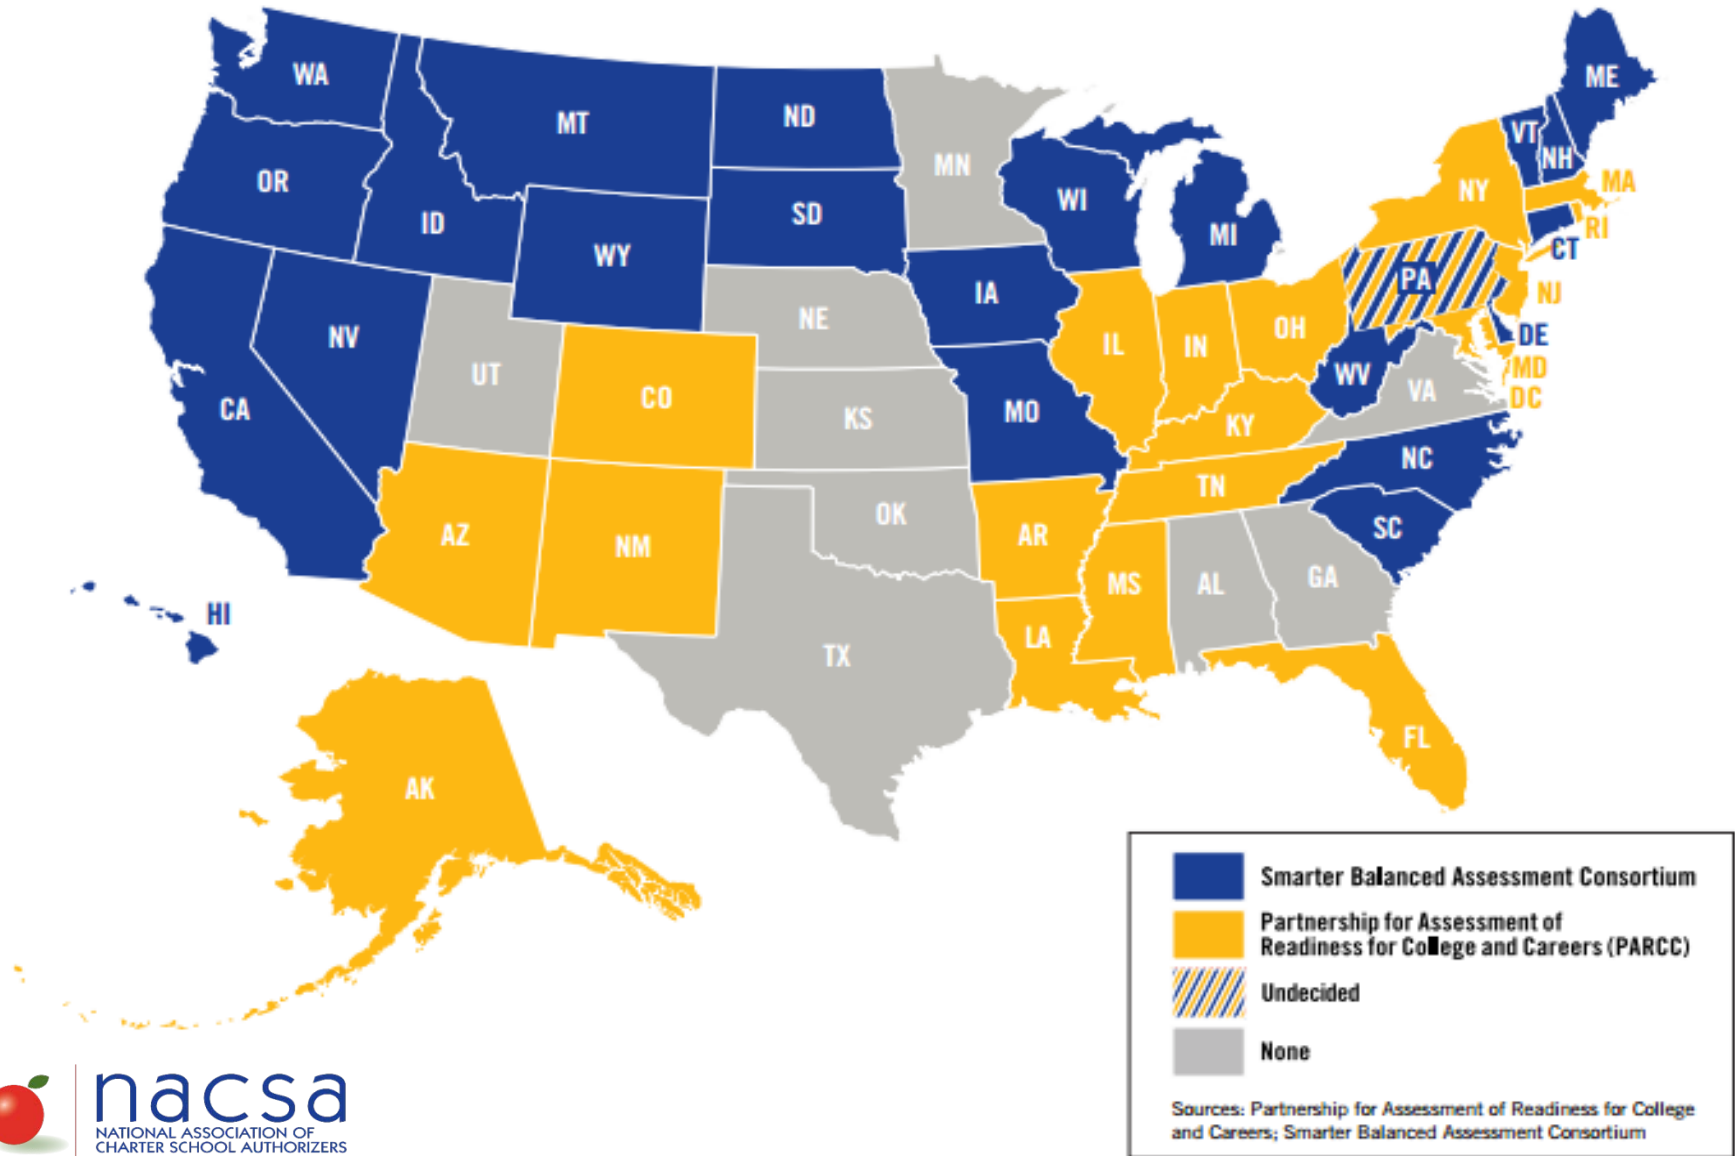 WA
MT
ND
MN
ME
VT
NH
OR
ID
SD
WI
MI
NY
MA
RI
CT
WY
IA
PA
NJ
NE
NV
UT
CO
IL
IN
OH
DE
WV
MD
VA
DC
CA
KS
MO
KY
NC
TN
AZ
NM
OK
AR
SC
MS
AL
GA
HI
TX
LA
FL
AK
Smarter Balanced Assessment Consortium
Partnership for Assessment of
Readiness for College and Careers (PARCC)
Undecided
None
Sources: Partnership for Assessment of Readiness for College
and Careers; Smarter Balanced Assessment Consortium
nacsa
NATIONAL ASSOCIATION OF
CHARTER SCHOOL AUTHORIZERS